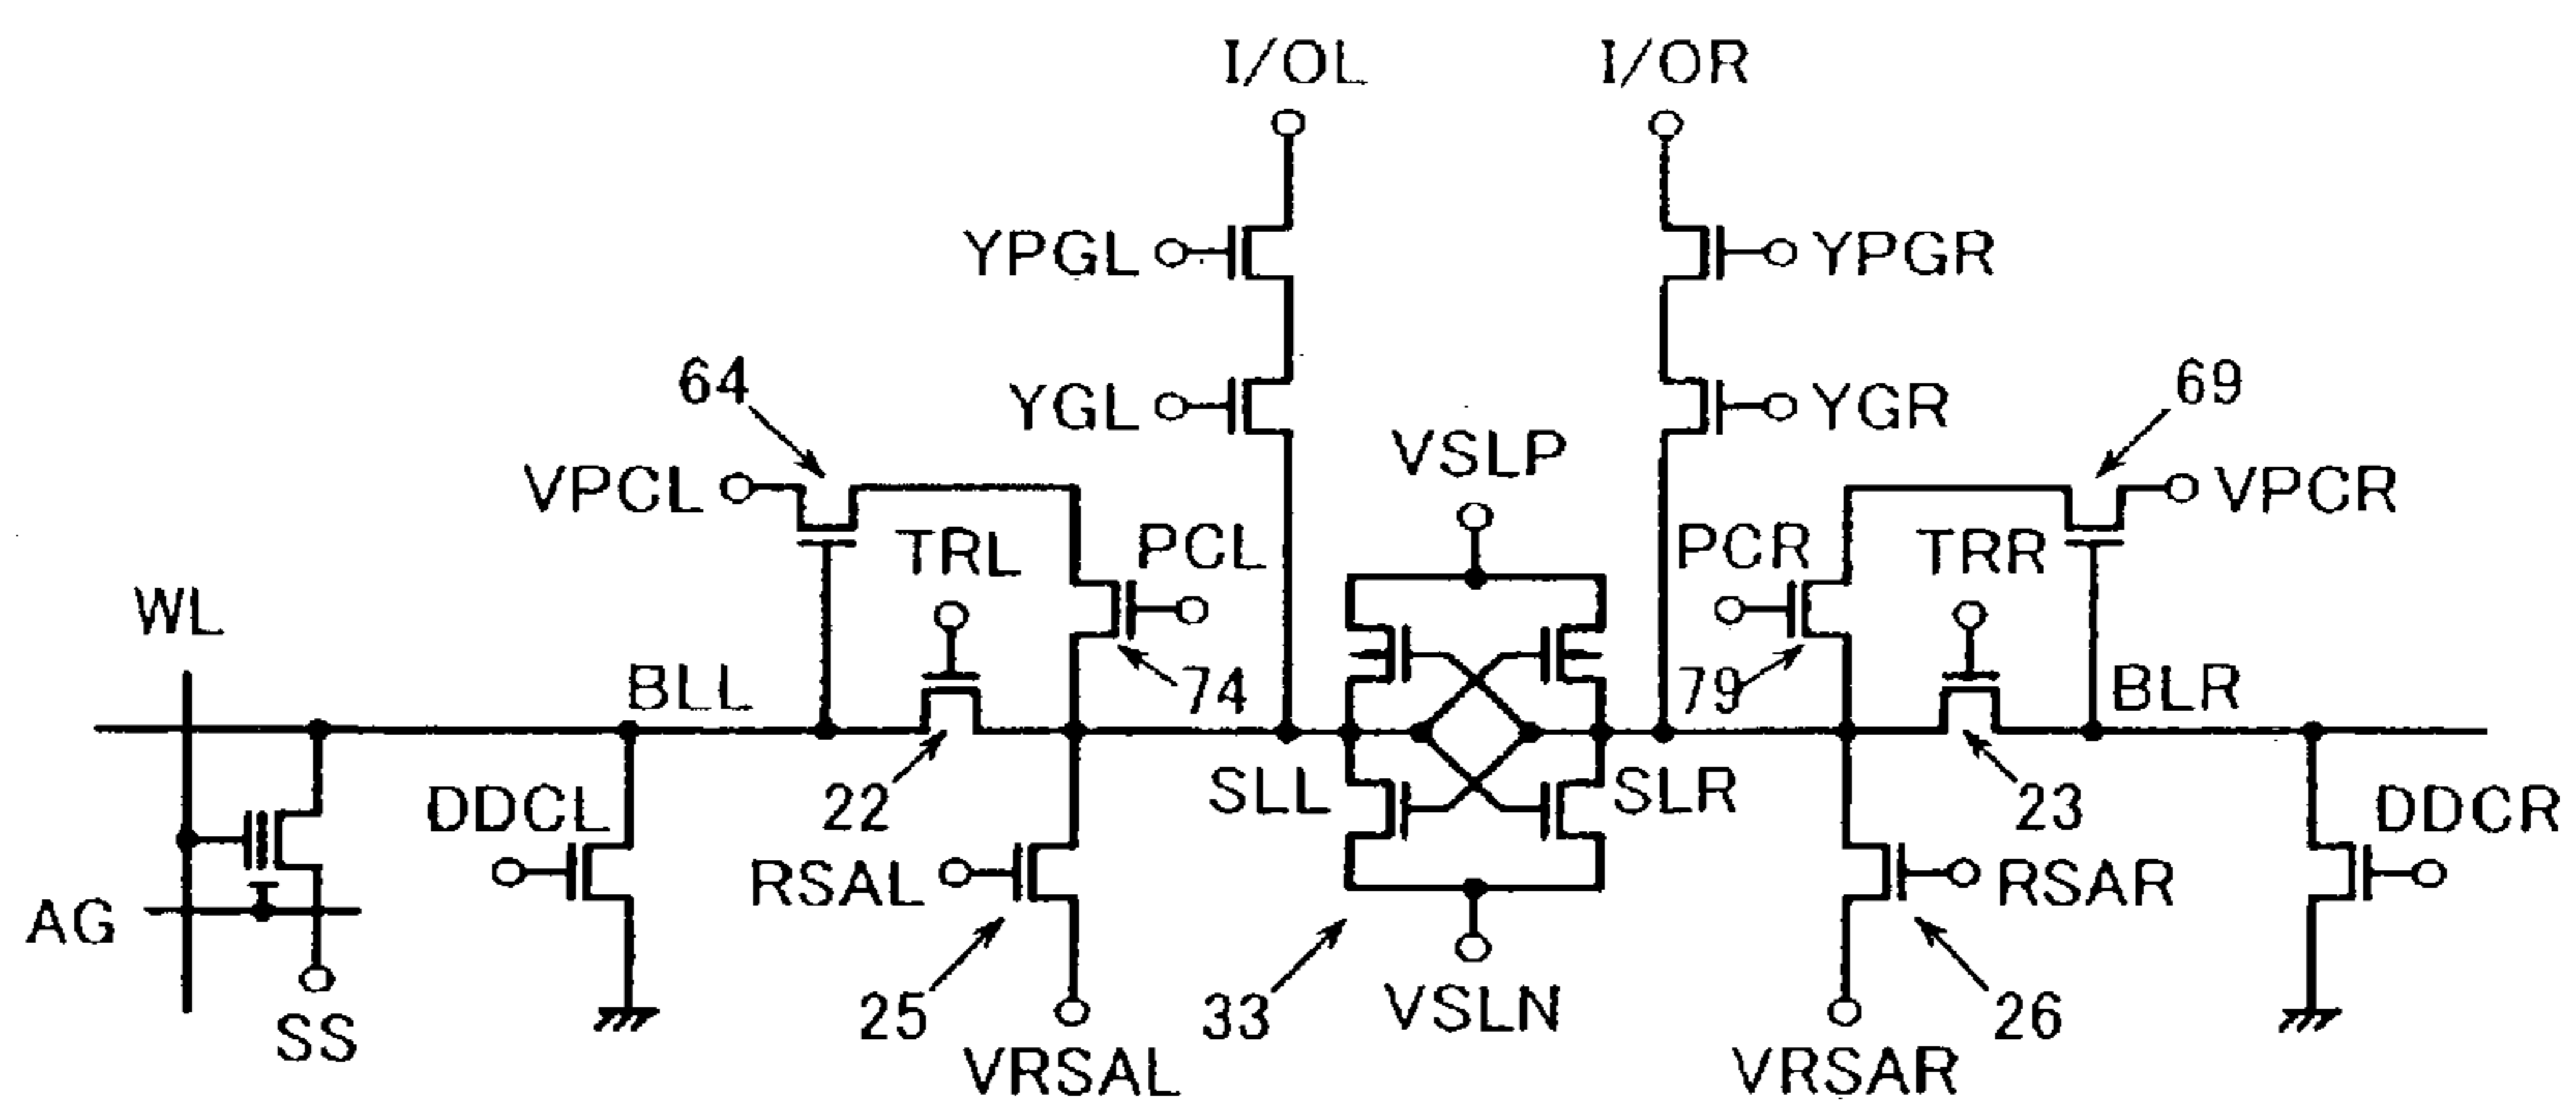 I/OL I/OR
YPGL YPGR
64 YGL YGR 69
VSLP
VPCL VPCR
TRL PCL PCR TRR
WL
BLL 74 79 BLR
SLL SLR
DDCL 22 23 DDCR
RSAL RSAR
AG
25 33 VSLN 26
SS
VRSAL VRSAR